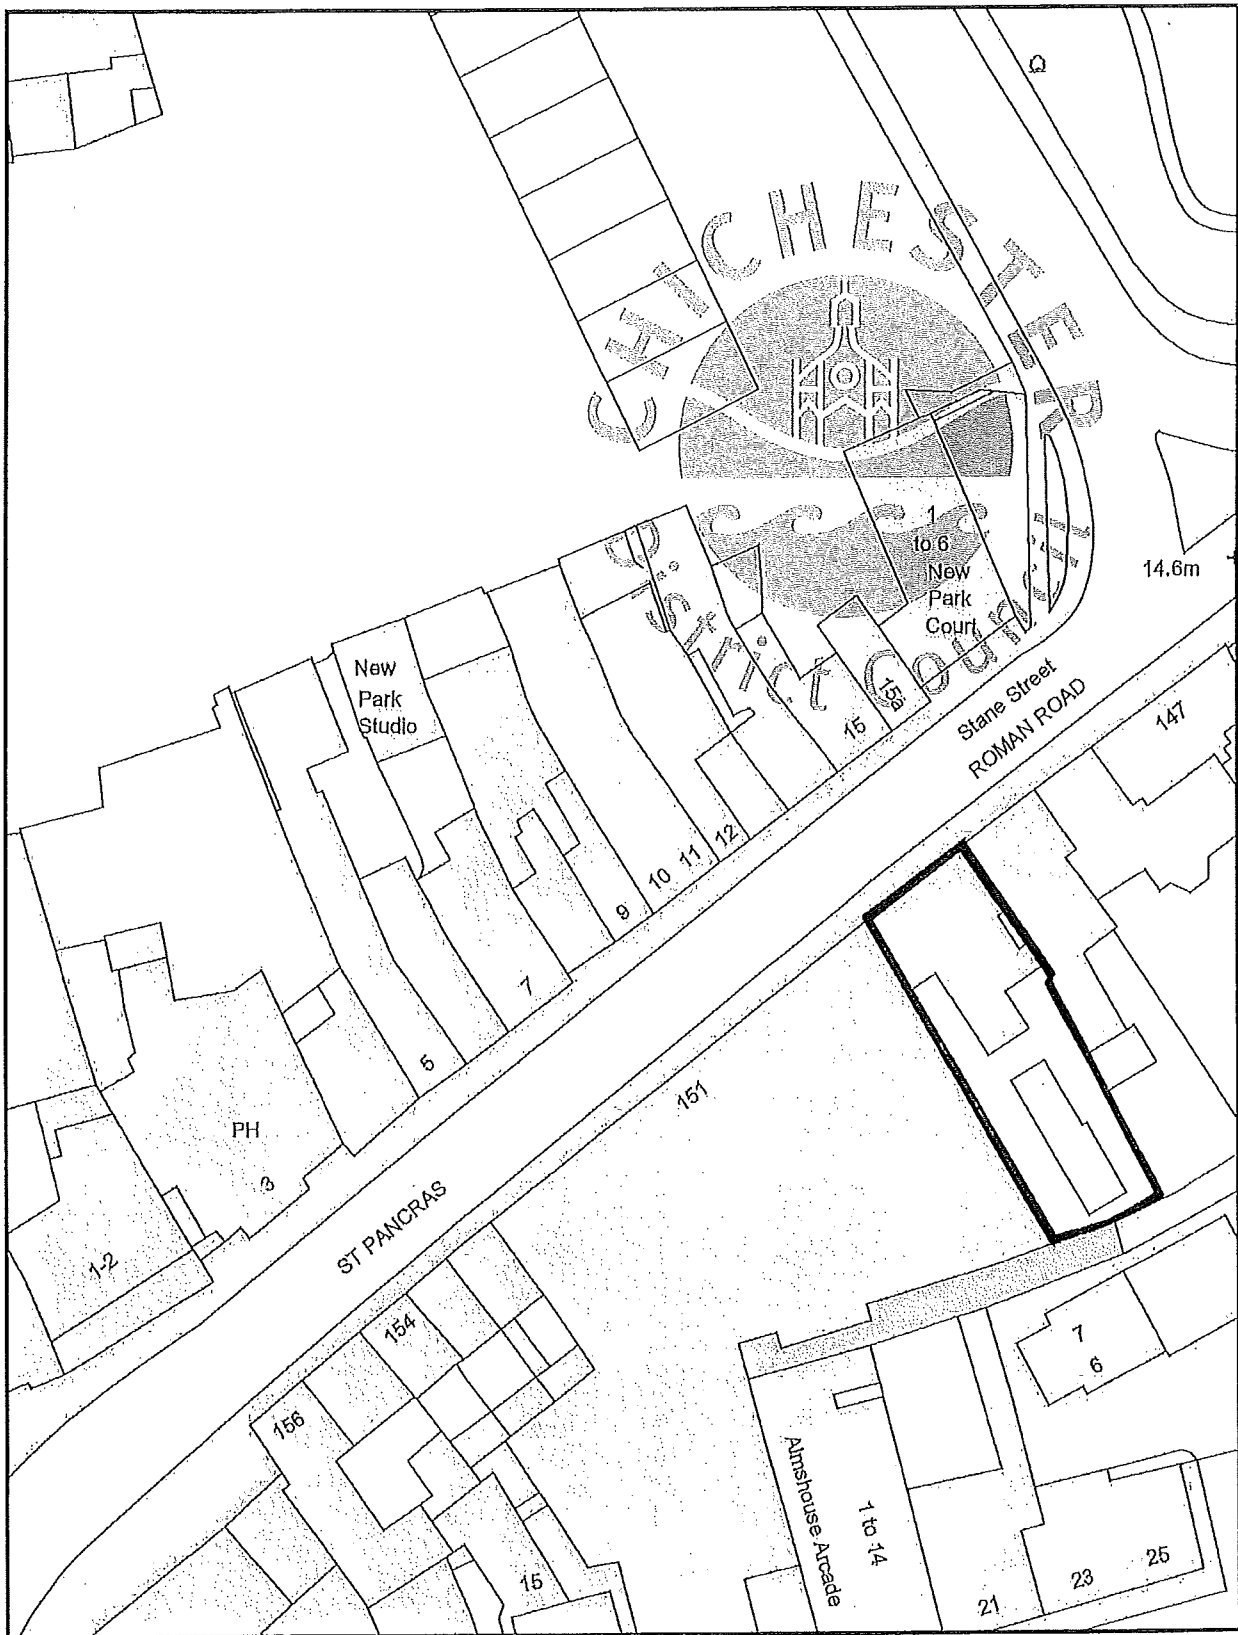 CHICHESTER
District Council
1
to 6
New
Park
Court
14.6m
New
Park
Studio
15a
15
Stane Street
ROMAN ROAD
147
12
11
10
9
7
5
151
PH
3
1-2
ST PANCRAS
154
156
7
6
Almshouse Arcade
1 to 14
15
21
23
25